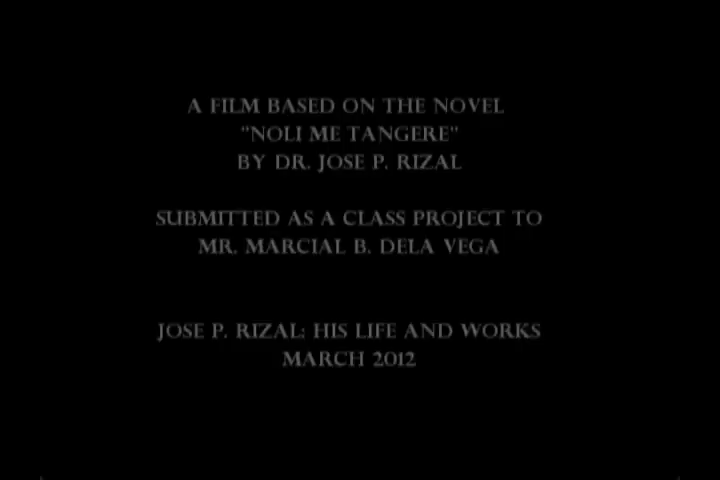 A FILM BASED ON THE NOVEL
"NOLI ME TANGERE"
BY DR. JOSE P. RIZAL
SUBMITTED AS A CLASS PROJECT TO
MR. MARCIAL B. DELA VEGA
JOSE P. RIZAL: HIS LIFE AND WORKS
MARCH 2012